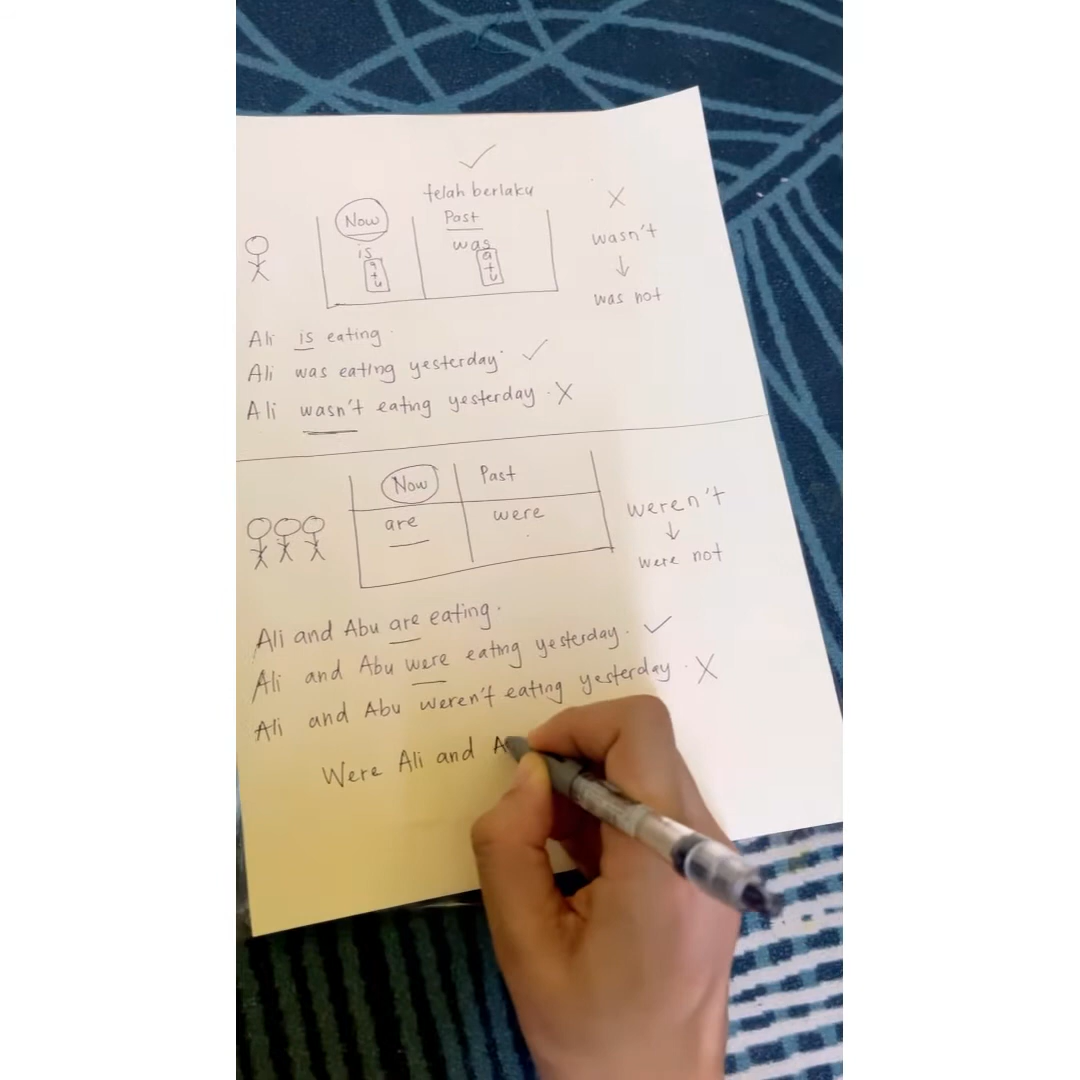 ✓
telah berlaku
Now Past X
is was wasn't
atu atu ↓
was not
Ali is eating.
Ali was eating yesterday. ✓
Ali wasn't eating yesterday. X
Now Past
are were weren't
↓
were not
Ali and Abu are eating.
Ali and Abu were eating yesterday. ✓
Ali and Abu weren't eating yesterday. X
Were Ali and A